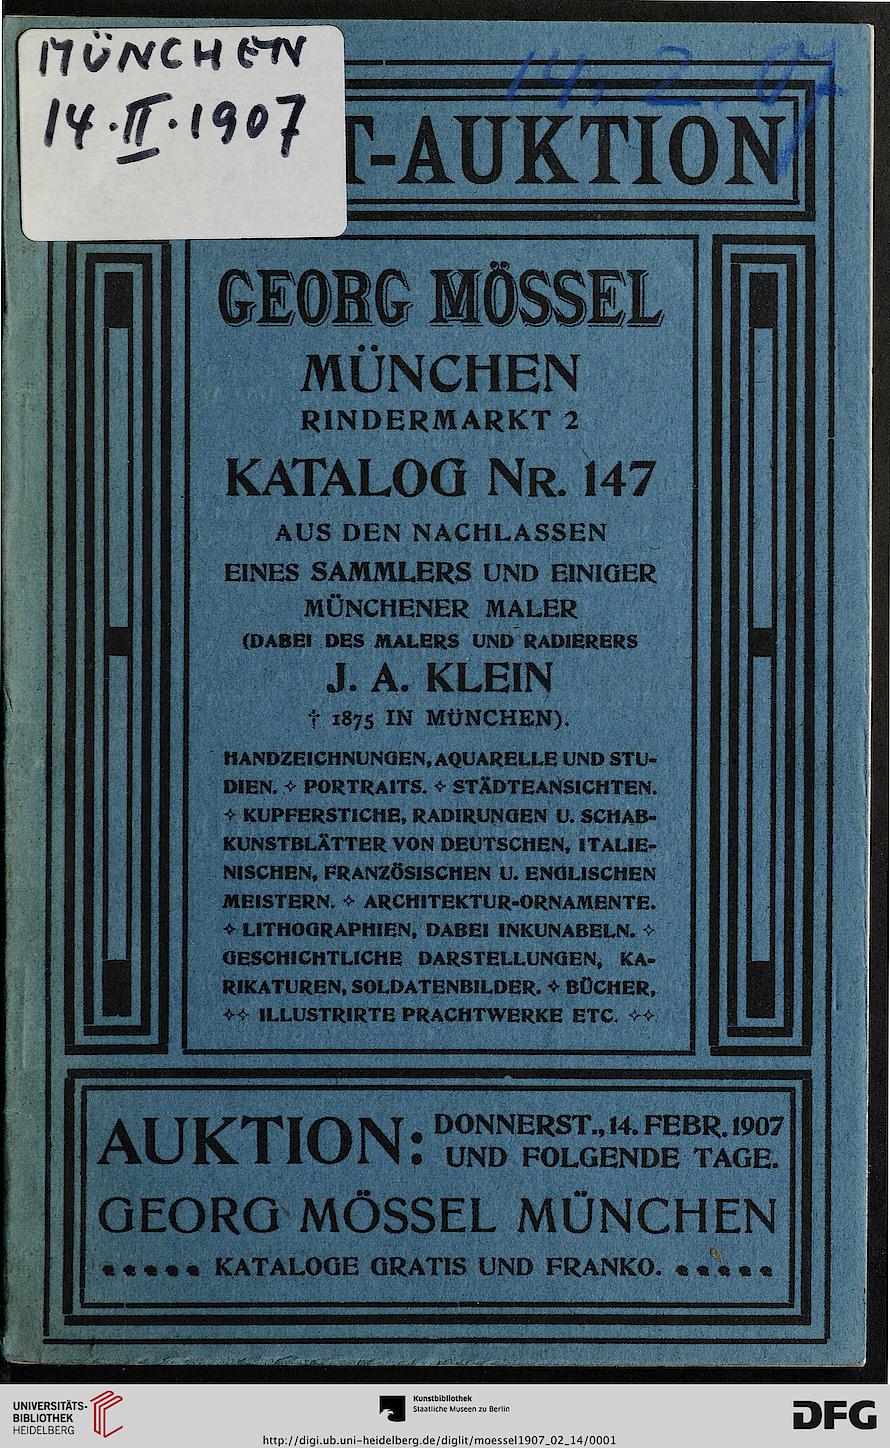 MÜNCHEN
14.II.1907
14.2.07
T-AUKTION
GEORG MÖSSEL
MÜNCHEN
RINDERMARKT 2
KATALOG NR. 147
AUS DEN NACHLASSEN
EINES SAMMLERS UND EINIGER
MÜNCHENER MALER
(DABEI DES MALERS UND RADIERERS
J. A. KLEIN
† 1875 IN MÜNCHEN).
HANDZEICHNUNGEN, AQUARELLE UND STU-
DIEN. ✧ PORTRAITS. ✧ STÄDTEANSICHTEN.
✧ KUPFERSTICHE, RADIRUNGEN U. SCHAB-
KUNSTBLÄTTER VON DEUTSCHEN, ITALIE-
NISCHEN, FRANZÖSISCHEN U. ENGLISCHEN
MEISTERN. ✧ ARCHITEKTUR-ORNAMENTE.
✧ LITHOGRAPHIEN, DABEI INKUNABELN. ✧
GESCHICHTLICHE DARSTELLUNGEN, KA-
RIKATUREN, SOLDATENBILDER. ✧ BÜCHER,
✧✧ ILLUSTRIRTE PRACHTWERKE ETC. ✧✧
AUKTION: DONNERST., 14. FEBR. 1907
UND FOLGENDE TAGE.
GEORG MÖSSEL MÜNCHEN
KATALOGE GRATIS UND FRANKO.
UNIVERSITÄTS-
BIBLIOTHEK
HEIDELBERG
Kunstbibliothek
Staatliche Museen zu Berlin
DFG
http://digi.ub.uni-heidelberg.de/diglit/moessel1907_02_14/0001